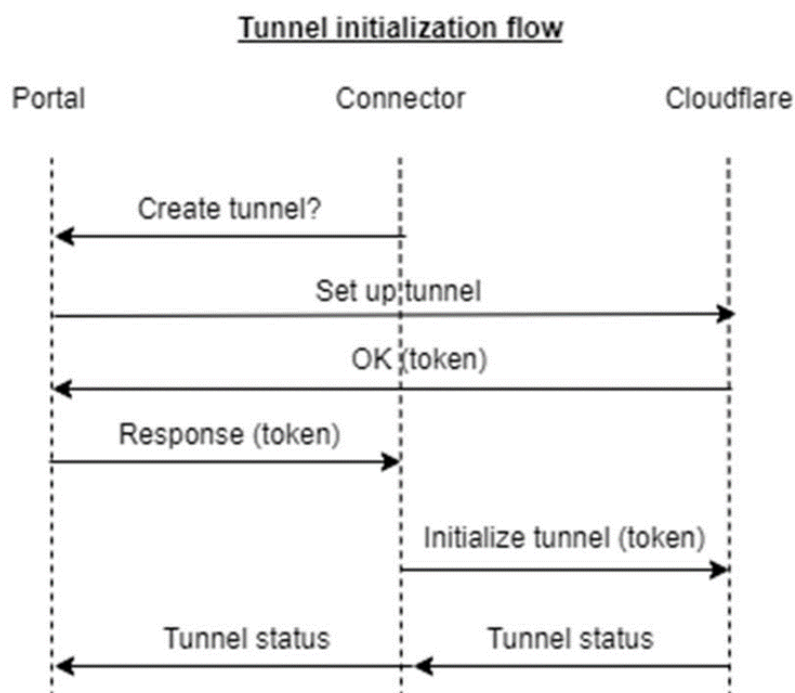 Tunnel initialization flow
Portal Connector Cloudflare
Create tunnel?
Set up tunnel
OK (token)
Response (token)
Initialize tunnel (token)
Tunnel status Tunnel status